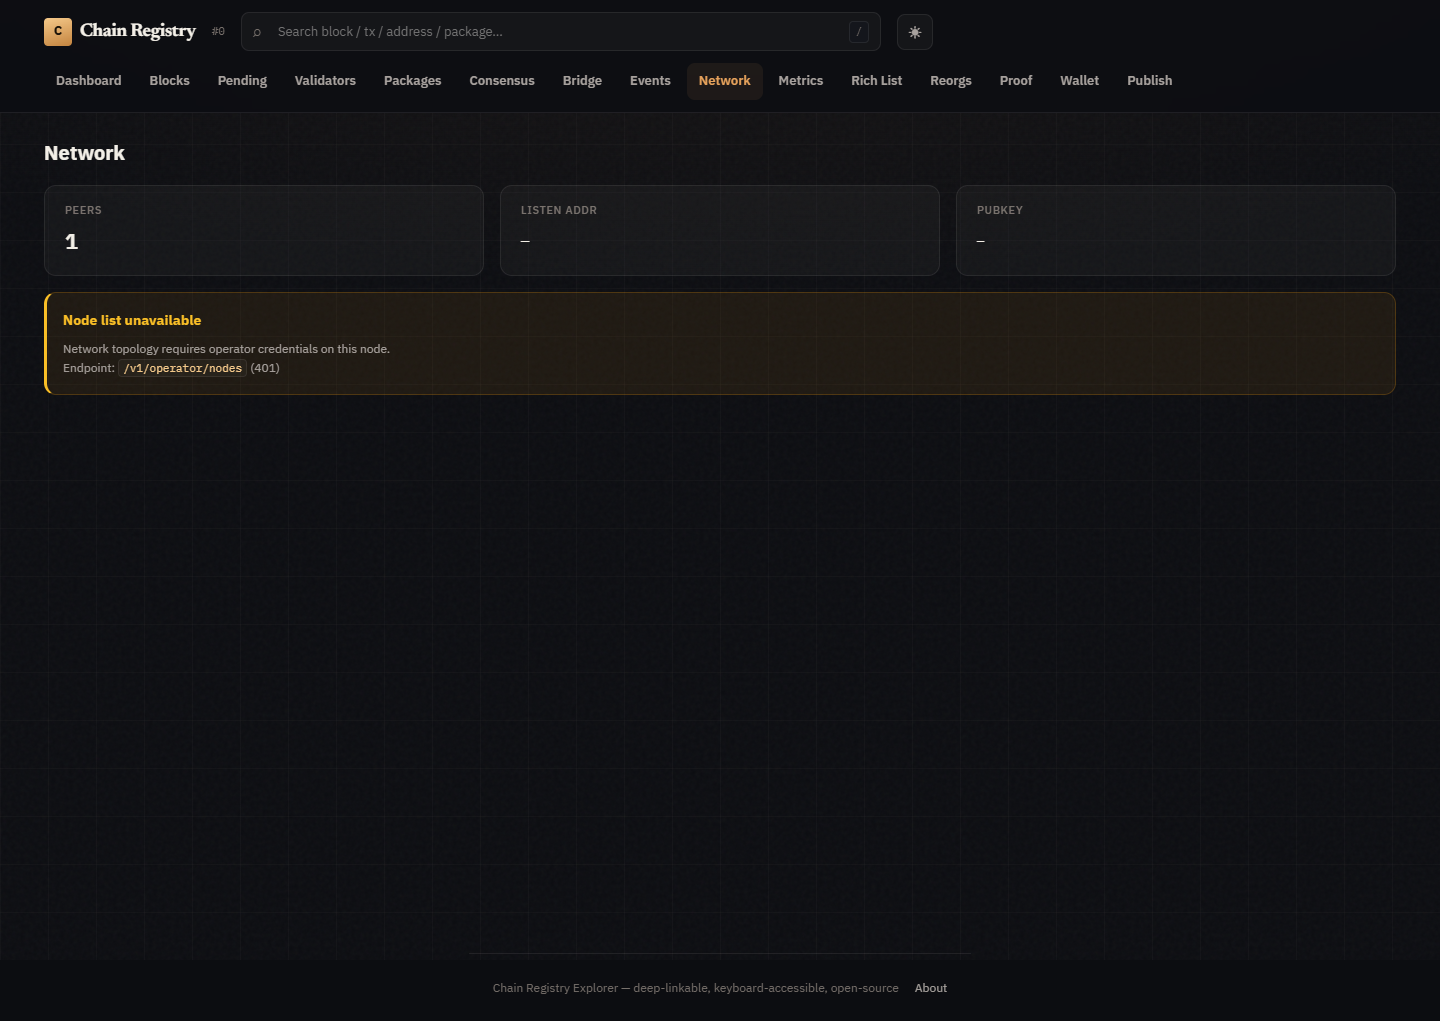 C Chain Registry #0 Search block / tx / address / package... /
Dashboard Blocks Pending Validators Packages Consensus Bridge Events Network Metrics Rich List Reorgs Proof Wallet Publish
Network
PEERS
1
LISTEN ADDR
—
PUBKEY
—
Node list unavailable
Network topology requires operator credentials on this node.
Endpoint: /v1/operator/nodes (401)
Chain Registry Explorer — deep-linkable, keyboard-accessible, open-source About